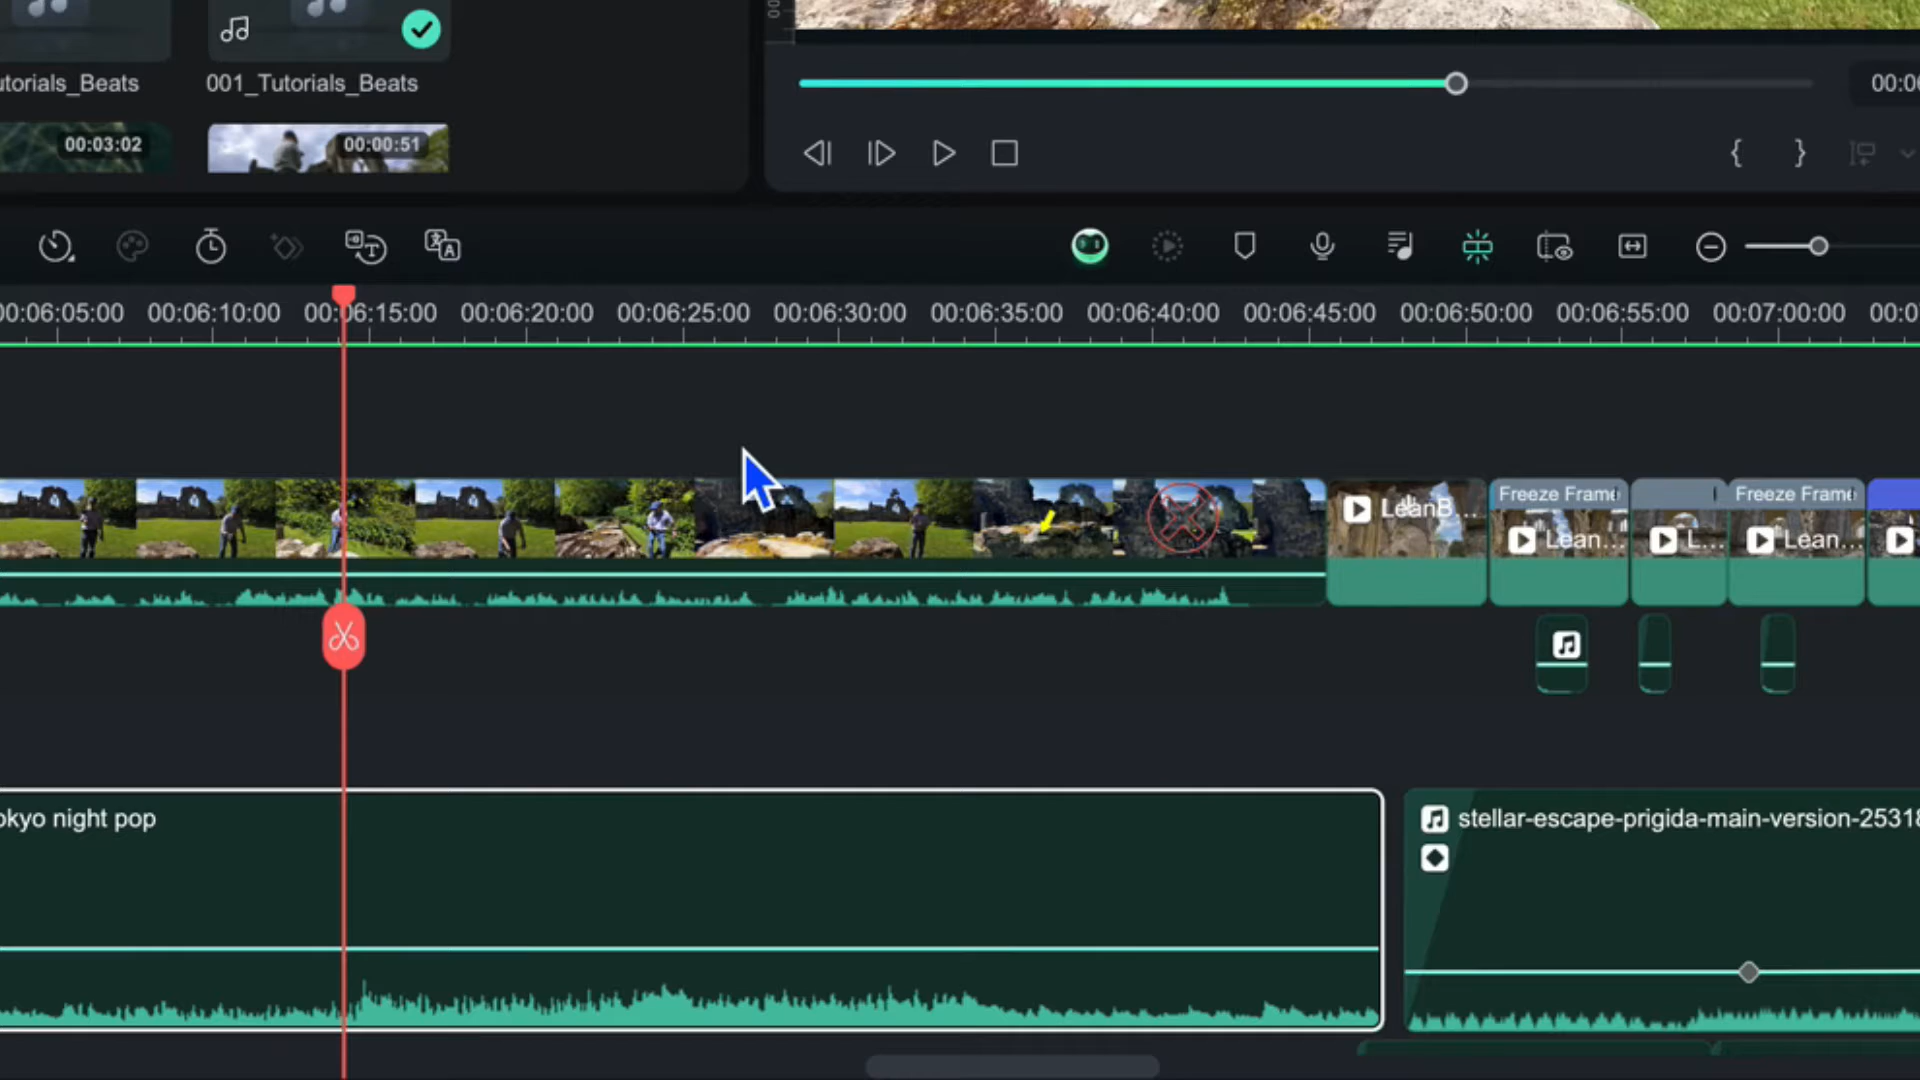 utorials_Beats
001_Tutorials_Beats
00:03:02
00:00:51
00:06:05:00
00:06:10:00
00:06:15:00
00:06:20:00
00:06:25:00
00:06:30:00
00:06:35:00
00:06:40:00
00:06:45:00
00:06:50:00
00:06:55:00
00:07:00:00
LeanB...
Freeze Frame
Lean...
L...
Freeze Frame
Lean...
okyo night pop
stellar-escape-prigida-main-version-25318